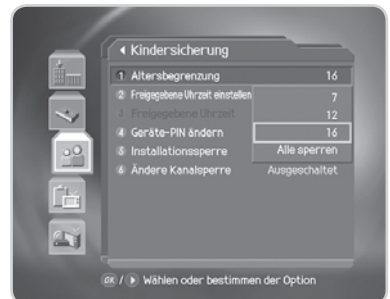 ◀ Kindersicherung
1 Altersbegrenzung 16
2 Freigegebene Uhrzeit einstellen
7
3 Freigegebene Uhrzeit 12
4 Geräte-PIN ändern 16
5 Installationssperre Alle sperren
6 Ändere Kanalsperre Ausgeschaltet
OK / ▶ Wählen oder bestimmen der Option